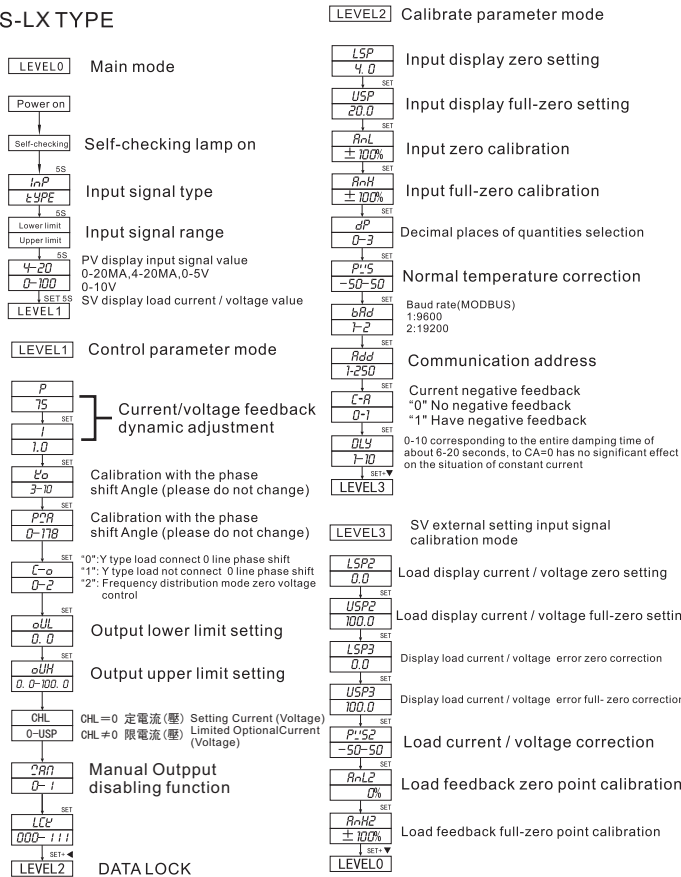 S-LX TYPE
LEVEL0 Main mode
Power on
Self-checking Self-checking lamp on
5S
InP
tYPE
Input signal type
5S
Lower limit
Upper limit
Input signal range
5S
4-20
0-100
PV display input signal value
0-20MA,4-20MA,0-5V
0-10V
SV display load current / voltage value
SET 5S
LEVEL1
LEVEL1 Control parameter mode
P
75
SET
I
1.0
Current/voltage feedback
dynamic adjustment
SET
3-10
Calibration with the phase
shift Angle (please do not change)
SET
0-178
Calibration with the phase
shift Angle (please do not change)
SET
C-o
0-2
"0":Y type load connect 0 line phase shift
"1": Y type load not connect 0 line phase shift
"2": Frequency distribution mode zero voltage
control
SET
oUL
0. 0
Output lower limit setting
SET
oUH
0. 0-100. 0
Output upper limit setting
CHL
0-USP
CHL=0 定電流(壓) Setting Current (Voltage)
CHL≠0 限電流(壓) Limited OptionalCurrent
(Voltage)
0- 1
Manual Outpput
disabling function
SET
LCK
000- 111
SET+◀
LEVEL2 DATA LOCK
LEVEL2 Calibrate parameter mode
LSP
4. 0
Input display zero setting
SET
USP
20.0
Input display full-zero setting
SET
AnL
±100%
Input zero calibration
SET
AnH
±100%
Input full-zero calibration
SET
dP
0-3
Decimal places of quantities selection
SET
-50-50
Normal temperature correction
SET
bAd
1-2
Baud rate(MODBUS)
1:9600
2:19200
SET
Add
1-250
Communication address
SET
C-A
0-1
Current negative feedback
"0" No negative feedback
"1" Have negative feedback
SET
DLY
1-10
0-10 corresponding to the entire damping time of
about 6-20 seconds, to CA=0 has no significant effect
on the situation of constant current
SET+▼
LEVEL3
LEVEL3 SV external setting input signal
calibration mode
LSP2
0.0
Load display current / voltage zero setting
SET
USP2
100.0
Load display current / voltage full-zero settin
SET
LSP3
0.0
Display load current / voltage error zero correction
SET
USP3
100.0
Display load current / voltage error full- zero correction
SET
-50-50
Load current / voltage correction
SET
AnL2
0%
Load feedback zero point calibration
SET
AnH2
±100%
Load feedback full-zero point calibration
SET+▼
LEVEL0